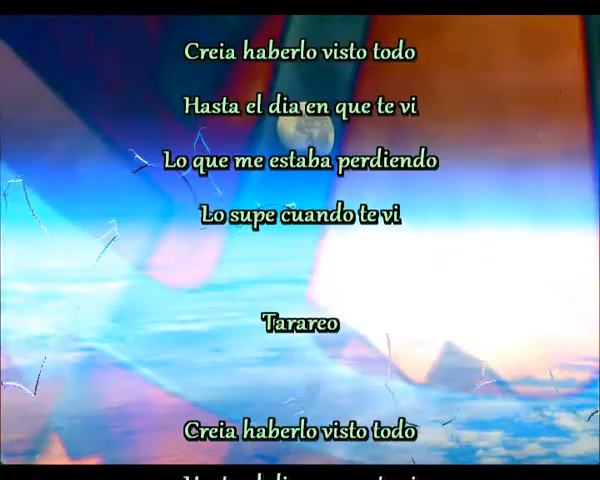 Creia haberlo visto todo
Hasta el dia en que te vi
Lo que me estaba perdiendo
Lo supe cuando te vi
Tarareo
Creia haberlo visto todo